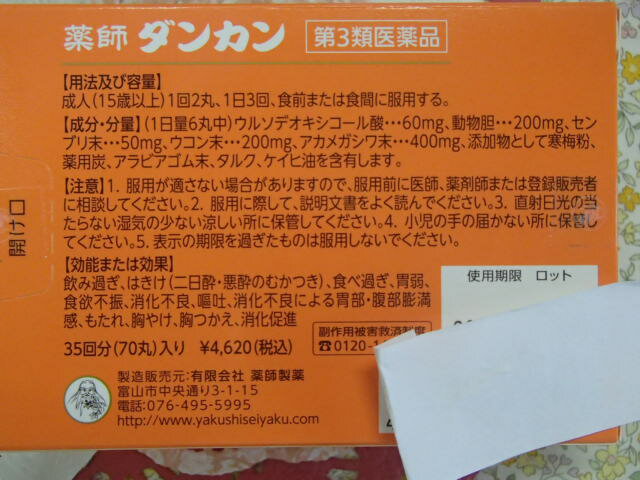 薬師 ダンカン 第3類医薬品
【用法及び容量】
成人(15歳以上)1回2丸、1日3回、食前または食間に服用する。
【成分・分量】(1日量6丸中)ウルソデオキシコール酸…60mg、動物胆…200mg、セン
ブリ末…50mg、ウコン末…200mg、アカメガシワ末…400mg、添加物として寒梅粉、
薬用炭、アラビアゴム末、タルク、ケイヒ油を含有します。
【注意】1. 服用が適さない場合がありますので、服用前に医師、薬剤師または登録販売者
に相談してください。2. 服用に際して、説明文書をよく読んでください。3. 直射日光の当
たらない湿気の少ない涼しい所に保管してください。4. 小児の手の届かない所に保管し
てください。5. 表示の期限を過ぎたものは服用しないでください。
【効能または効果】
飲み過ぎ、はきけ(二日酔・悪酔のむかつき)、食べ過ぎ、胃弱、
食欲不振、消化不良、嘔吐、消化不良による胃部・腹部膨満
感、もたれ、胸やけ、胸つかえ、消化促進
35回分(70丸)入り ¥4,620(税込)
副作用被害救済制度
☎0120-1
製造販売元:有限会社 薬師製薬
富山市中央通り3-1-15
電話:076-495-5995
http://www.yakushiseiyaku.com
使用期限 ロット
開け口